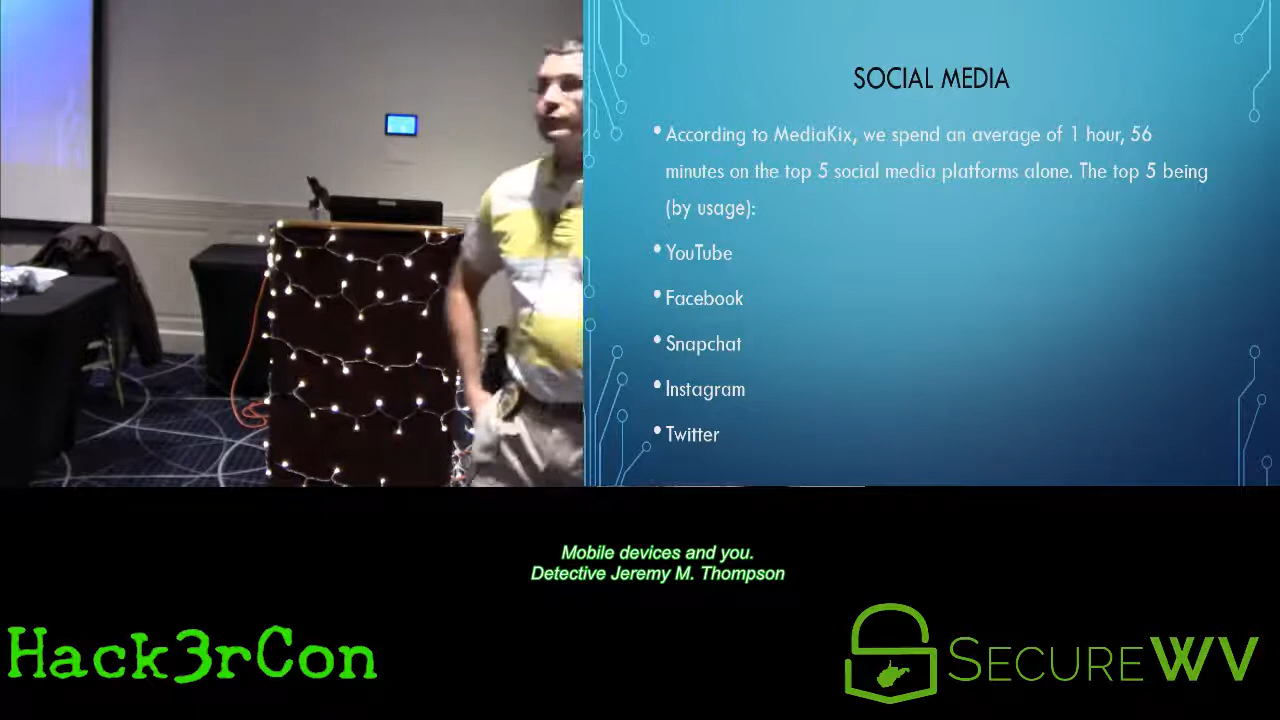 SOCIAL MEDIA
• According to MediaKix, we spend an average of 1 hour, 56
minutes on the top 5 social media platforms alone. The top 5 being
(by usage):
• YouTube
• Facebook
• Snapchat
• Instagram
• Twitter
Mobile devices and you.
Detective Jeremy M. Thompson
Hack3rCon
SECUREWV